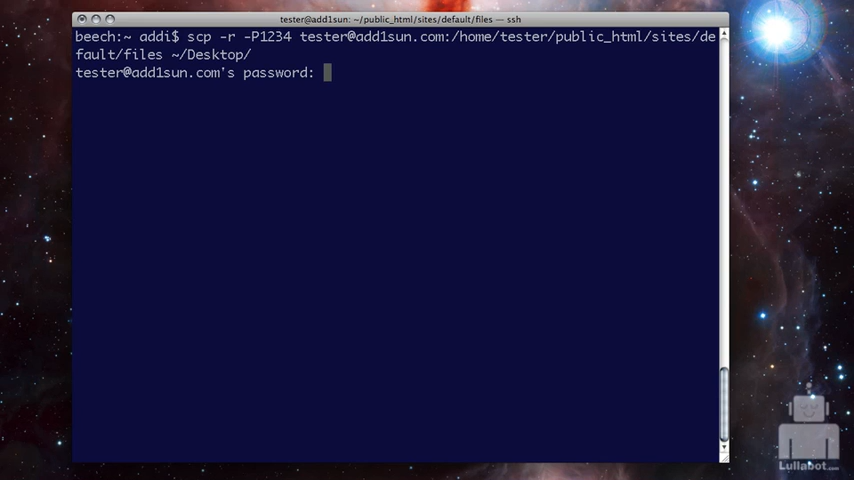 tester@add1sun: ~/public_html/sites/default/files — ssh
beech:~ addi$ scp -r -P1234 tester@add1sun.com:/home/tester/public_html/sites/de
fault/files ~/Desktop/
tester@add1sun.com's password:
Lullabot.com